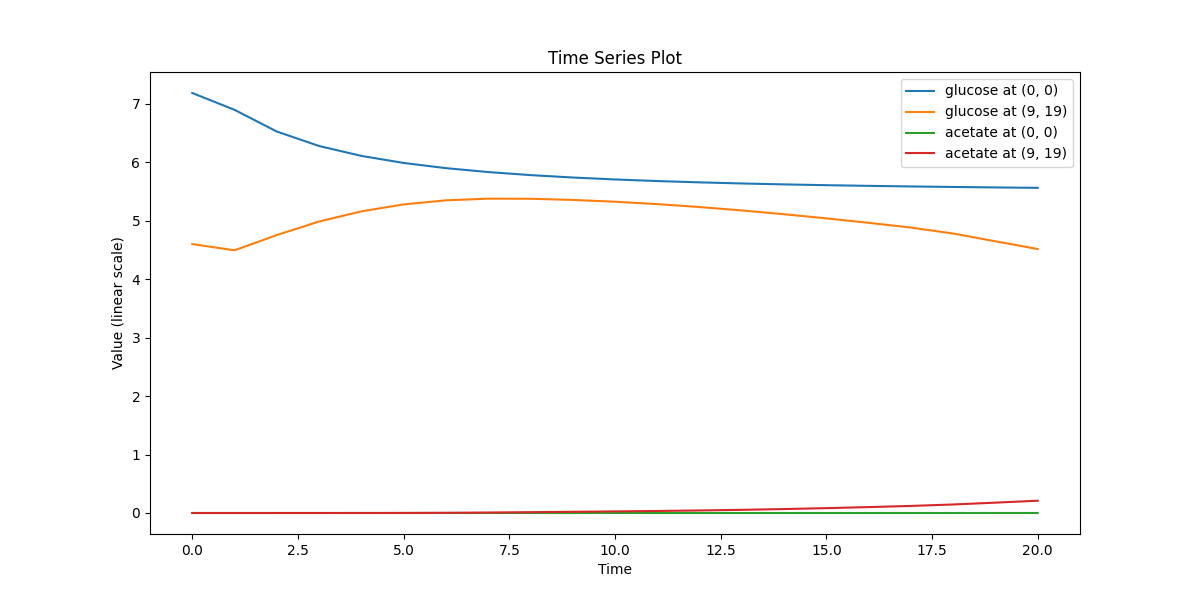 Time Series Plot
glucose at (0, 0)
glucose at (9, 19)
acetate at (0, 0)
acetate at (9, 19)
Value (linear scale)
7
6
5
4
3
2
1
0
0.0 2.5 5.0 7.5 10.0 12.5 15.0 17.5 20.0
Time